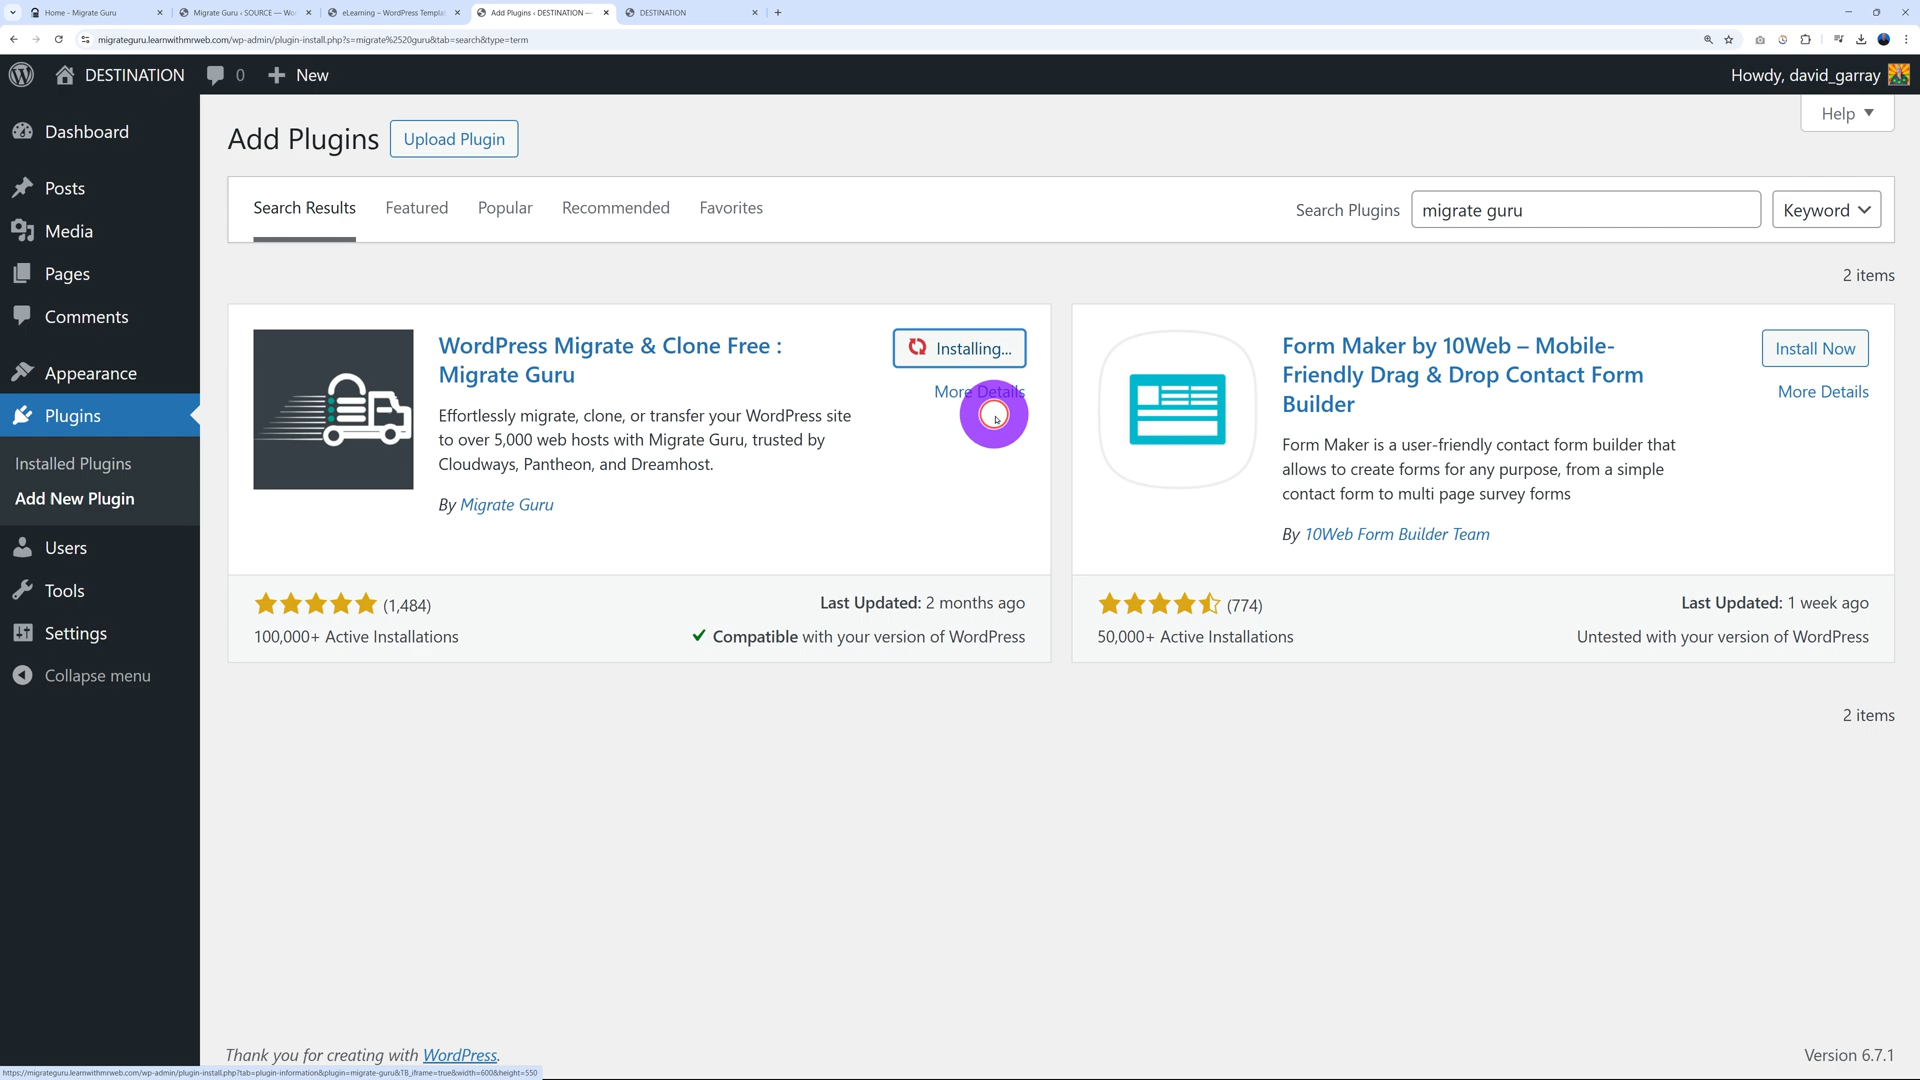 Home - Migrate Guru
Migrate Guru ‹ SOURCE — Wo
eLearning – WordPress Templa
Add Plugins ‹ DESTINATION —
DESTINATION
migrateguru.learnwithmrweb.com/wp-admin/plugin-install.php?s=migrate%2520guru&tab=search&type=term
DESTINATION
0
New
Howdy, david_garray
Dashboard
Posts
Media
Pages
Comments
Appearance
Plugins
Installed Plugins
Add New Plugin
Users
Tools
Settings
Collapse menu
Help
Add Plugins
Upload Plugin
Search Results
Featured
Popular
Recommended
Favorites
Search Plugins
migrate guru
Keyword
2 items
WordPress Migrate & Clone Free :
Migrate Guru
Installing...
More Details
Effortlessly migrate, clone, or transfer your WordPress site
to over 5,000 web hosts with Migrate Guru, trusted by
Cloudways, Pantheon, and Dreamhost.
By Migrate Guru
(1,484)
Last Updated: 2 months ago
100,000+ Active Installations
Compatible with your version of WordPress
Form Maker by 10Web – Mobile-
Friendly Drag & Drop Contact Form
Builder
Install Now
More Details
Form Maker is a user-friendly contact form builder that
allows to create forms for any purpose, from a simple
contact form to multi page survey forms
By 10Web Form Builder Team
(774)
Last Updated: 1 week ago
50,000+ Active Installations
Untested with your version of WordPress
2 items
Thank you for creating with WordPress.
Version 6.7.1
https://migrateguru.learnwithmrweb.com/wp-admin/plugin-install.php?tab=plugin-information&plugin=migrate-guru&TB_iframe=true&width=600&height=550